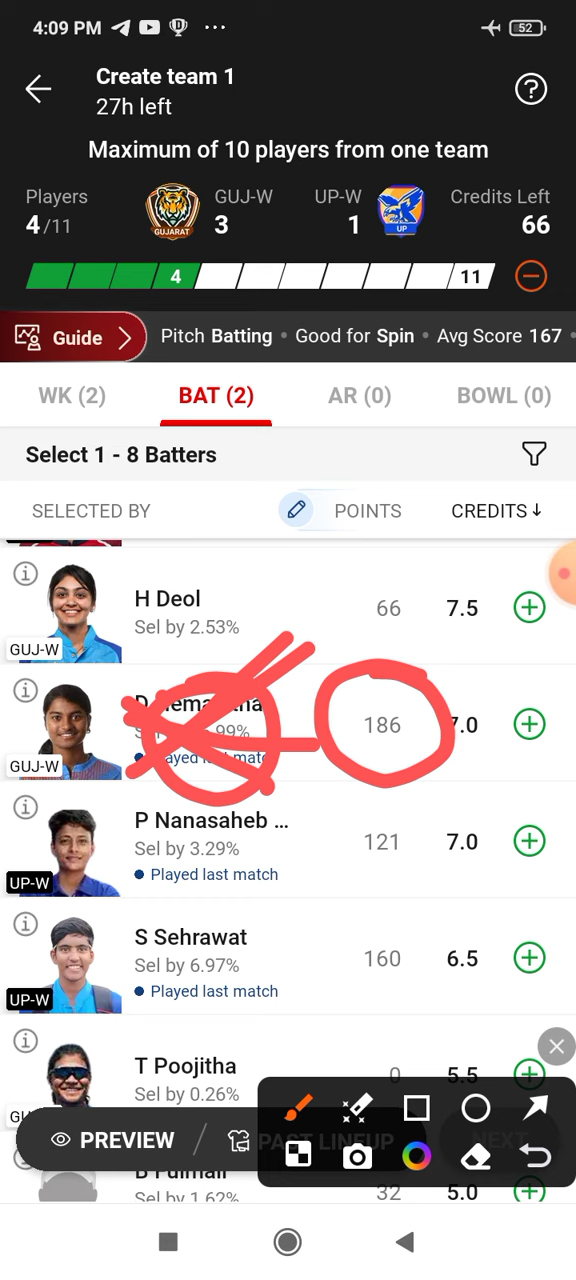 4:09 PM
52
Create team 1
27h left
Maximum of 10 players from one team
Players
4/11
GUJARAT
GUJ-W
3
UP-W
1
UP
Credits Left
66
4
11
Guide
Pitch Batting • Good for Spin • Avg Score 167
WK (2)
BAT (2)
AR (0)
BOWL (0)
Select 1 - 8 Batters
SELECTED BY
POINTS
CREDITS↓
H Deol
Sel by 2.53%
GUJ-W
66
7.5
GUJ-W
186
P Nanasaheb ...
Sel by 3.29%
Played last match
UP-W
121
7.0
S Sehrawat
Sel by 6.97%
Played last match
UP-W
160
6.5
T Poojitha
Sel by 0.26%
0
5.5
PREVIEW
PAST LINEUP
NEXT
Sel by 1.62%
32
5.0